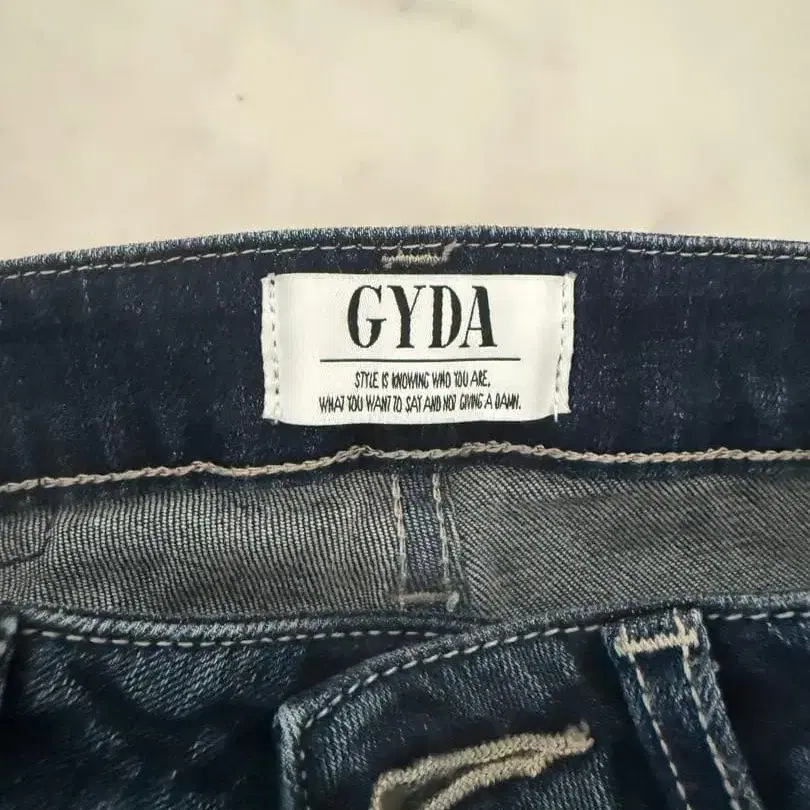 GYDA
STYLE IS KNOWING WHO YOU ARE,
WHAT YOU WANT TO SAY AND NOT GIVING A DAMN.